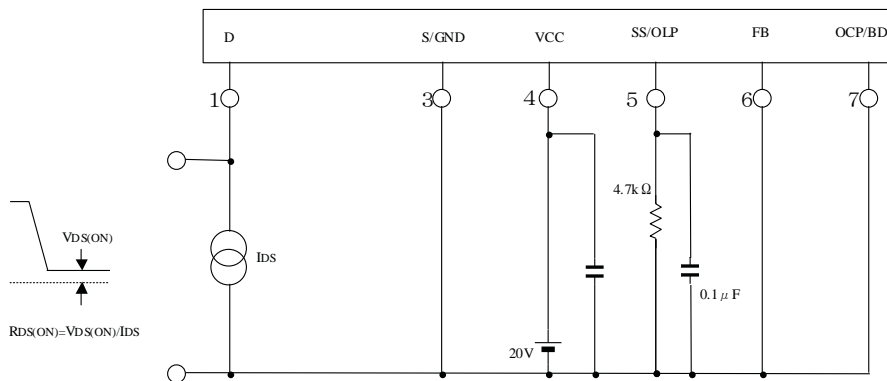 D S/GND VCC SS/OLP FB OCP/BD
1 3 4 5 6 7
4.7kΩ
VDS(ON)
IDS
0.1μF
RDS(ON)=VDS(ON)/IDS
20V